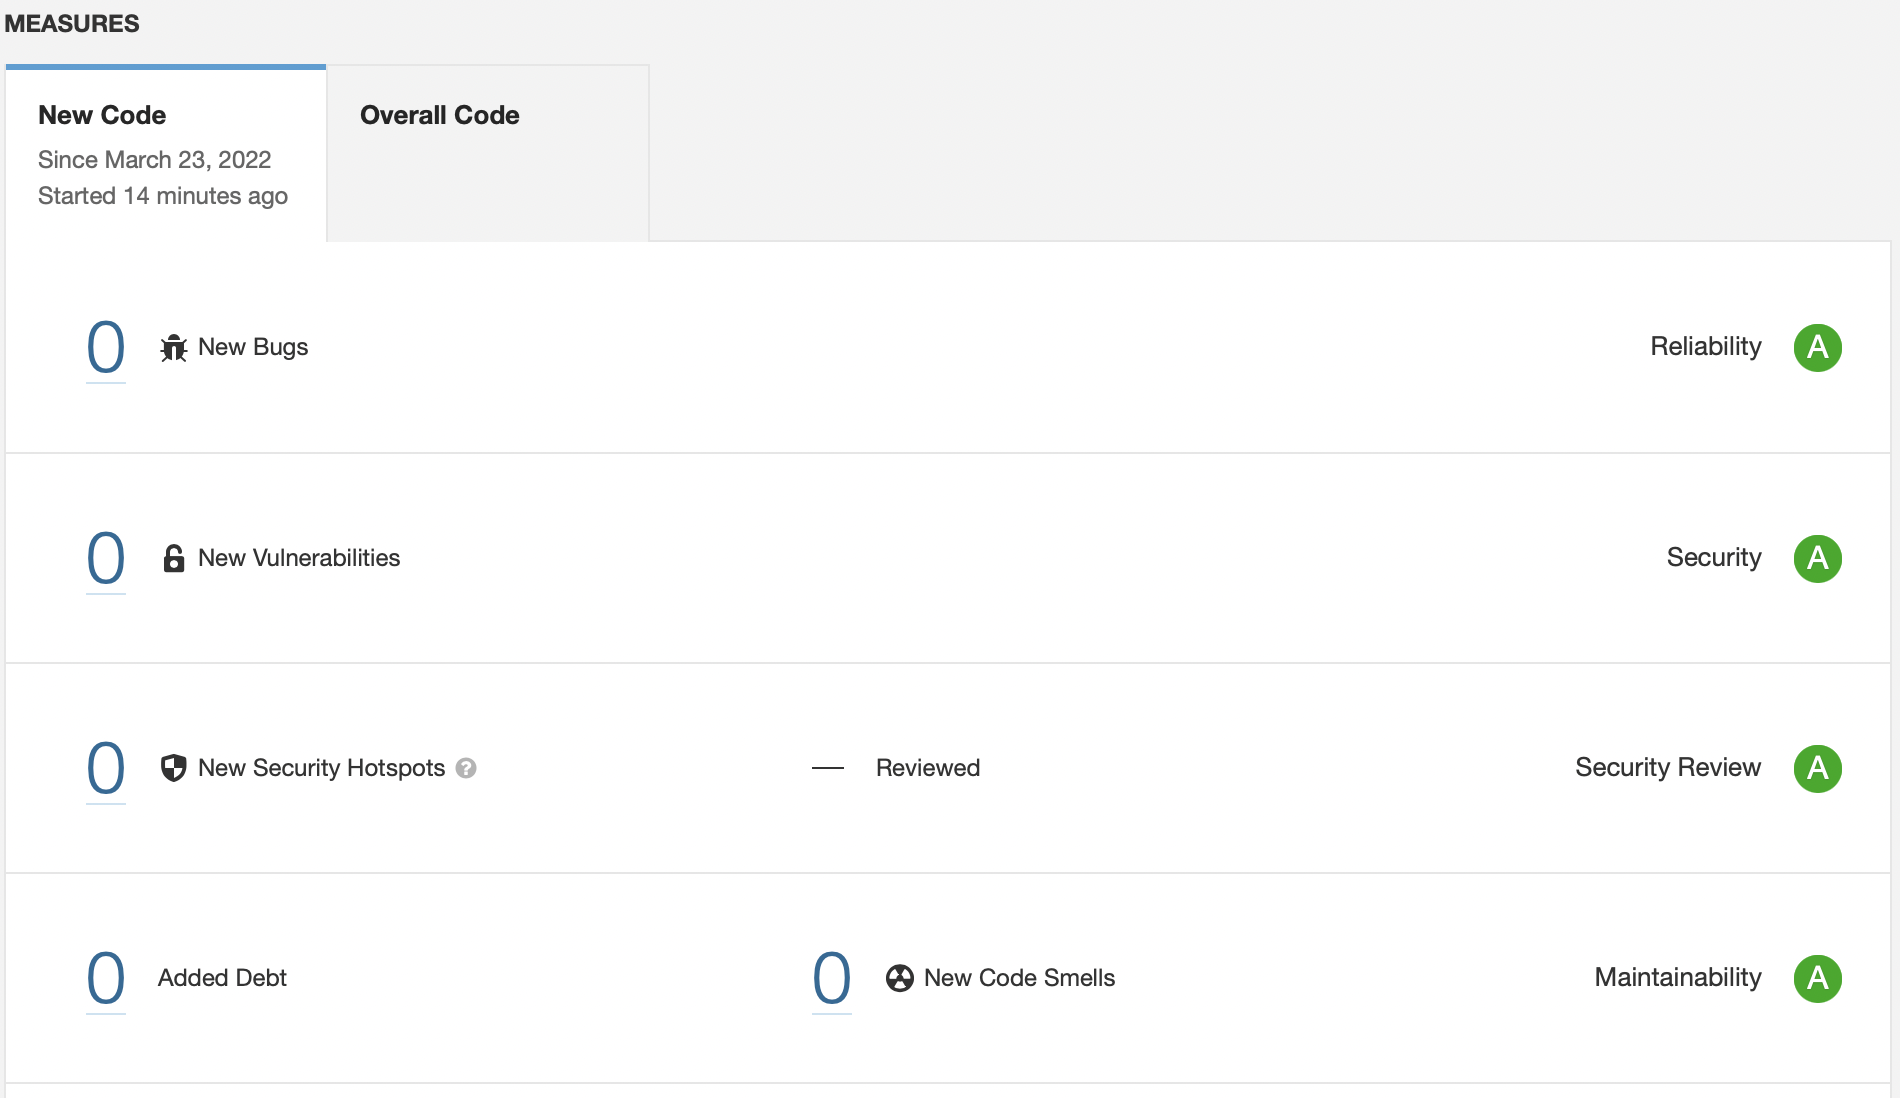 MEASURES
New Code
Overall Code
Since March 23, 2022
Started 14 minutes ago
0 New Bugs Reliability A
0 New Vulnerabilities Security A
0 New Security Hotspots ? — Reviewed Security Review A
0 Added Debt 0 New Code Smells Maintainability A